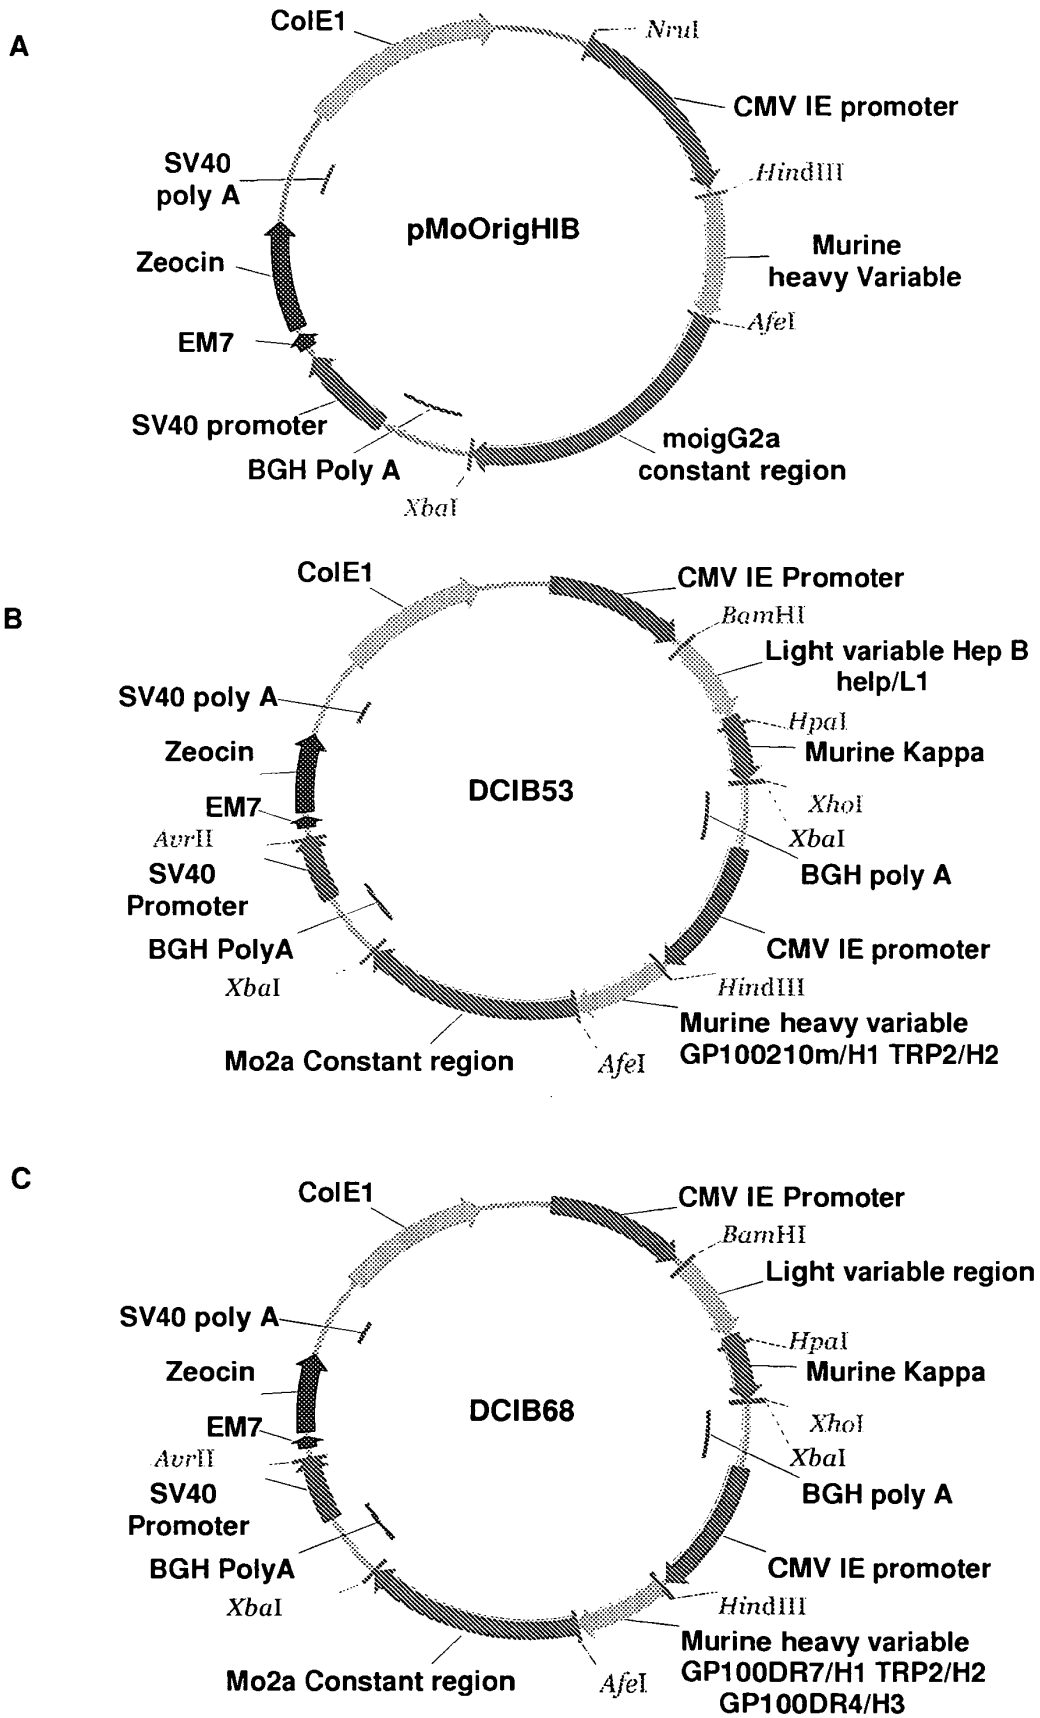 A
ColE1
NruI
CMV IE promoter
HindIII
SV40
poly A
pMoOrigHIB
Murine
heavy Variable
Zeocin
AfeI
EM7
SV40 promoter
moigG2a
constant region
BGH Poly A
XbaI
B
ColE1
CMV IE Promoter
BamHI
Light variable Hep B
help/L1
SV40 poly A
HpaI
Zeocin
Murine Kappa
DCIB53
EM7
XhoI
AvrII
XbaI
SV40
Promoter
BGH poly A
BGH PolyA
CMV IE promoter
XbaI
HindIII
Murine heavy variable
GP100210m/H1 TRP2/H2
Mo2a Constant region
AfeI
C
ColE1
CMV IE Promoter
BamHI
Light variable region
SV40 poly A
HpaI
Zeocin
Murine Kappa
DCIB68
EM7
XhoI
AvrII
XbaI
SV40
Promoter
BGH poly A
BGH PolyA
CMV IE promoter
XbaI
HindIII
Murine heavy variable
GP100DR7/H1 TRP2/H2
GP100DR4/H3
Mo2a Constant region
AfeI